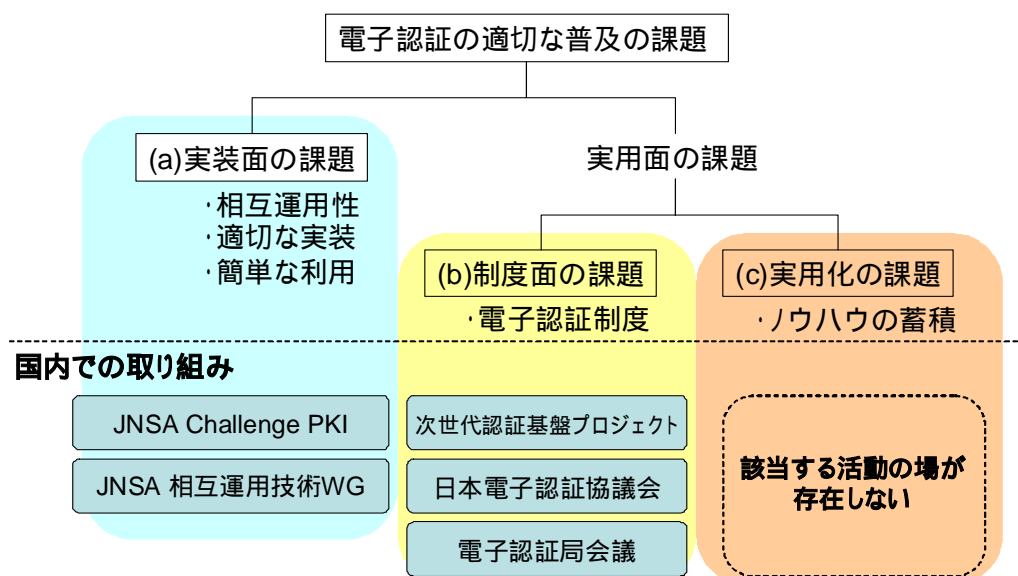 電子認証の適切な普及の課題
(a)実装面の課題
・相互運用性
・適切な実装
・簡単な利用
実用面の課題
(b)制度面の課題
・電子認証制度
(c)実用化の課題
・ノウハウの蓄積
国内での取り組み
JNSA Challenge PKI
JNSA 相互運用技術WG
次世代認証基盤プロジェクト
日本電子認証協議会
電子認証局会議
該当する活動の場が
存在しない